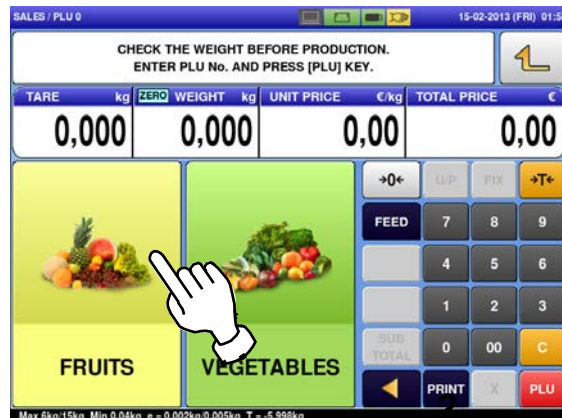 SALES / PLU 0
15-02-2013 (FRI) 01:5
CHECK THE WEIGHT BEFORE PRODUCTION.
ENTER PLU No. AND PRESS [PLU] KEY.
TARE kg ZERO WEIGHT kg UNIT PRICE €/kg TOTAL PRICE €
0,000 0,000 0,00 0,00
→0← U/P FIX →T←
FEED 7 8 9
4 5 6
1 2 3
SUB TOTAL 0 00 C
PRINT X PLU
FRUITS VEGETABLES
Max 6kg/15kg Min 0.04kg e = 0.002kg/0.005kg T = -5.998kg